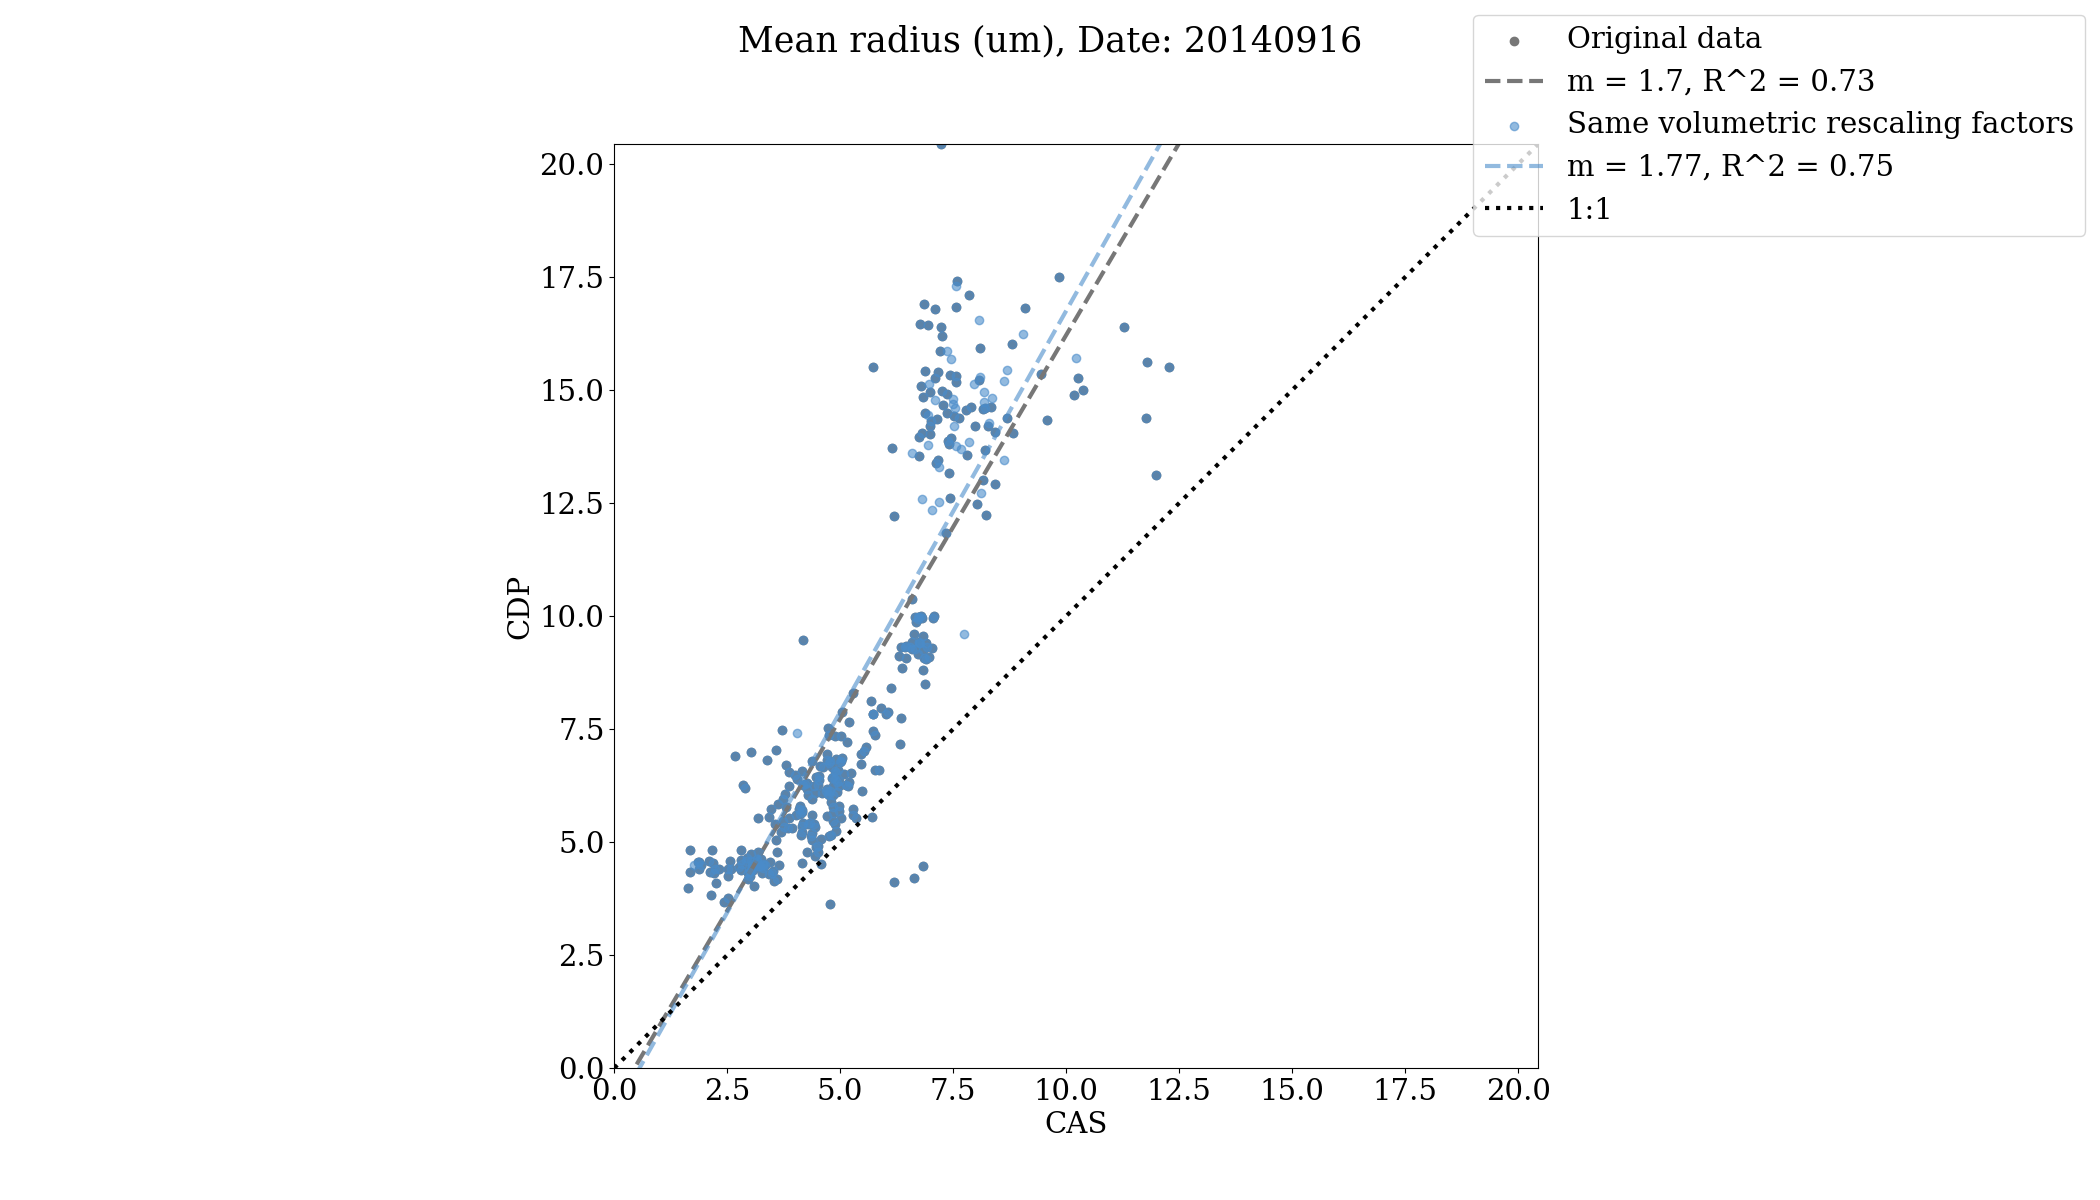 Mean radius (um), Date: 20140916
Original data
m = 1.7, R^2 = 0.73
Same volumetric rescaling factors
m = 1.77, R^2 = 0.75
1:1
20.0
17.5
15.0
12.5
10.0
7.5
5.0
2.5
0.0
CDP
0.0 2.5 5.0 7.5 10.0 12.5 15.0 17.5 20.0
CAS